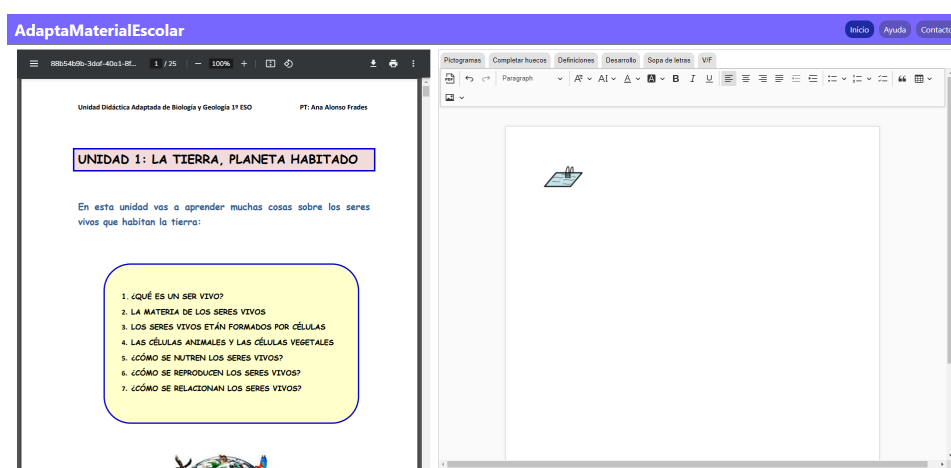 AdaptaMaterialEscolar
Inicio Ayuda Contacto
88b54b9b-3daf-40a1-8f... 1 / 25 100%
Unidad Didáctica Adaptada de Biología y Geología 1º ESO PT: Ana Alonso Frades
UNIDAD 1: LA TIERRA, PLANETA HABITADO
En esta unidad vas a aprender muchas cosas sobre los seres
vivos que habitan la tierra:
1. ¿QUÉ ES UN SER VIVO?
2. LA MATERIA DE LOS SERES VIVOS
3. LOS SERES VIVOS ETÁN FORMADOS POR CÉLULAS
4. LAS CÉLULAS ANIMALES Y LAS CÉLULAS VEGETALES
5. ¿CÓMO SE NUTREN LOS SERES VIVOS?
6. ¿CÓMO SE REPRODUCEN LOS SERES VIVOS?
7. ¿CÓMO SE RELACIONAN LOS SERES VIVOS?
Pictogramas Completar huecos Definiciones Desarrollo Sopa de letras V/F
PDF Paragraph